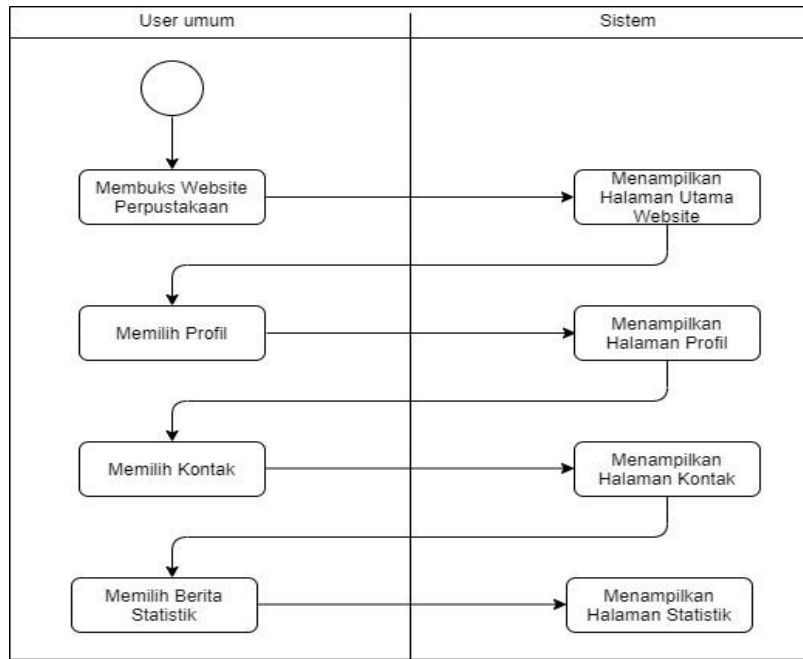 User umum
Sistem
Membuks Website
Perpustakaan
Menampilkan
Halaman Utama
Website
Memilih Profil
Menampilkan
Halaman Profil
Memilih Kontak
Menampilkan
Halaman Kontak
Memilih Berita
Statistik
Menampilkan
Halaman Statistik